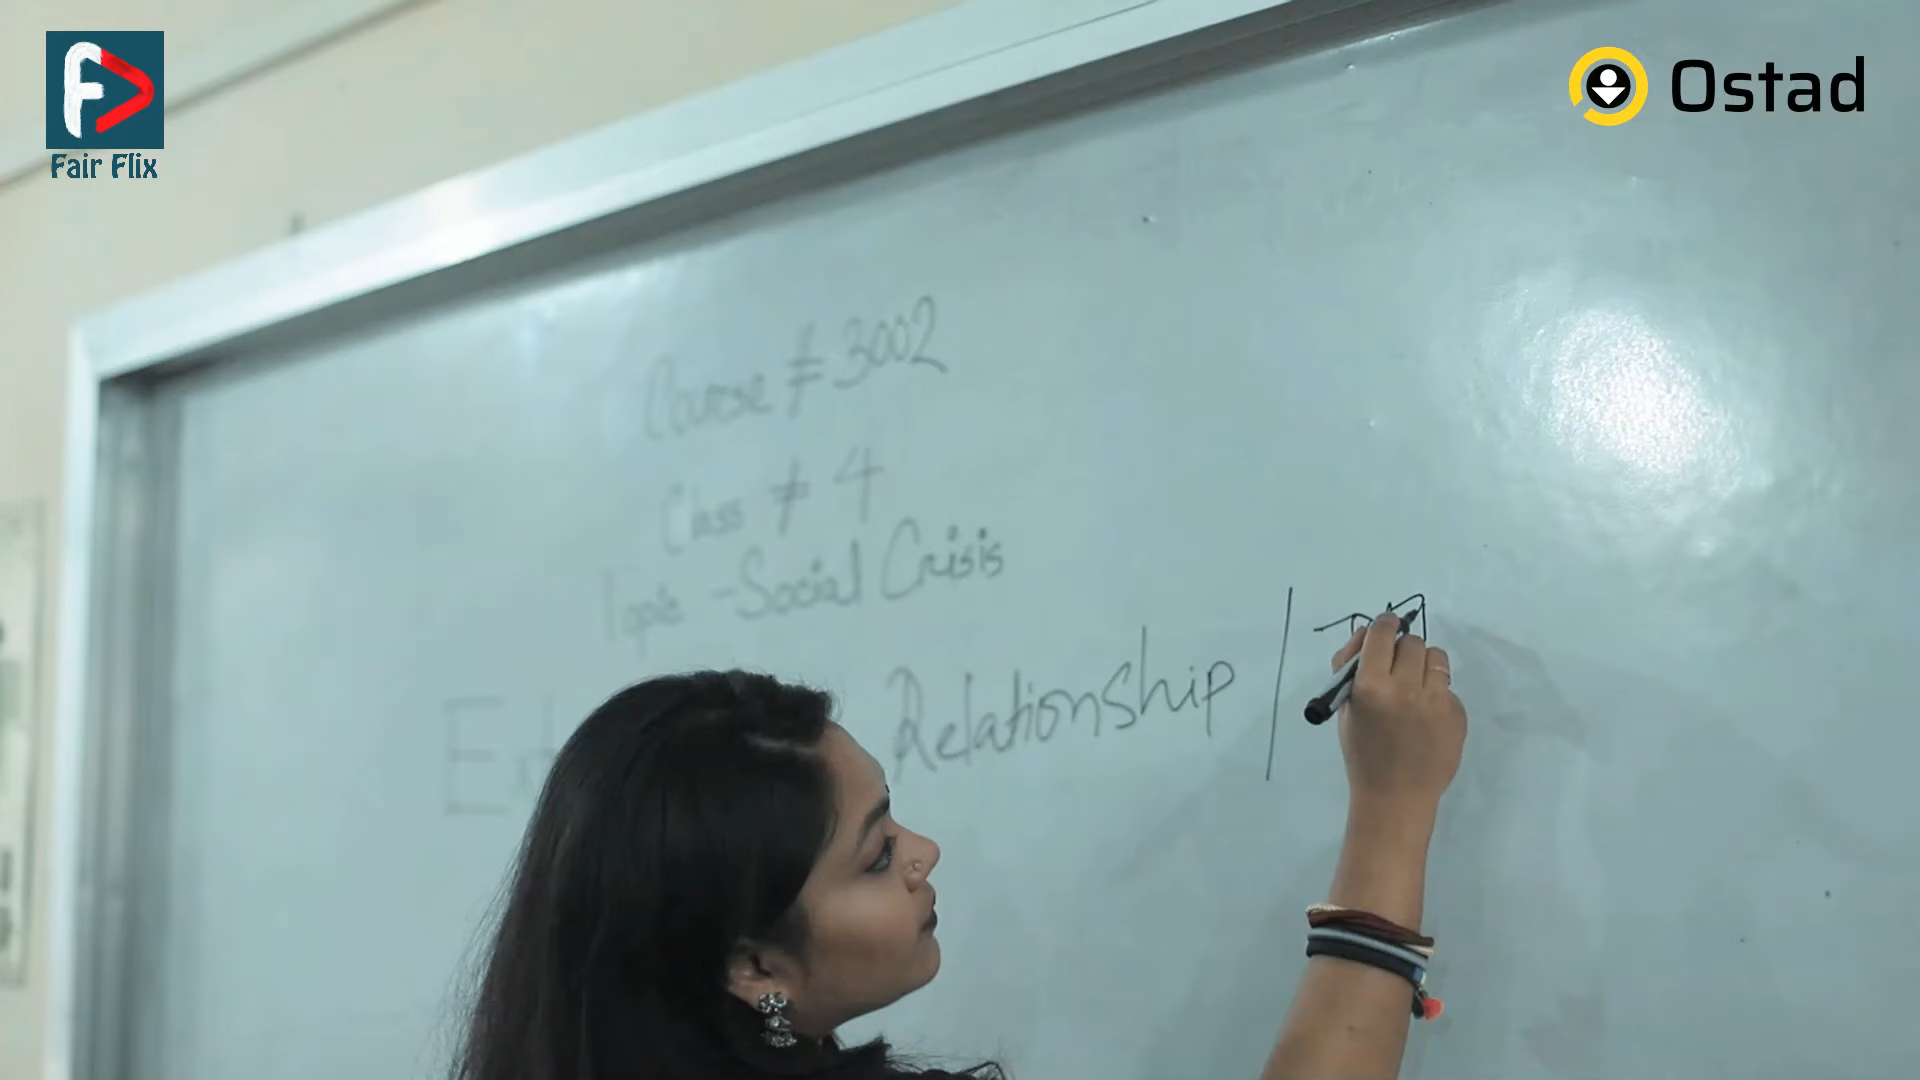 Fair Flix
Ostad
Course # 3002
Class # 4
Topic - Social Crisis
Relationship /